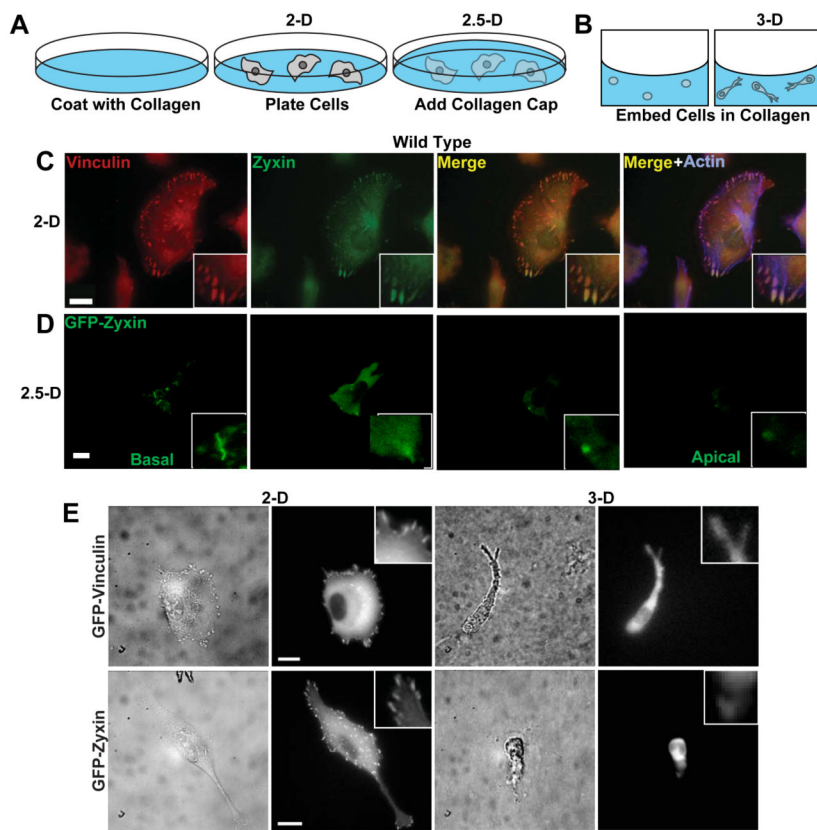 A
2-D
2.5-D
Coat with Collagen
Plate Cells
Add Collagen Cap
B
3-D
Embed Cells in Collagen
Wild Type
C
2-D
Vinculin
Zyxin
Merge
Merge+Actin
D
2.5-D
GFP-Zyxin
Basal
Apical
E
2-D
3-D
GFP-Vinculin
GFP-Zyxin